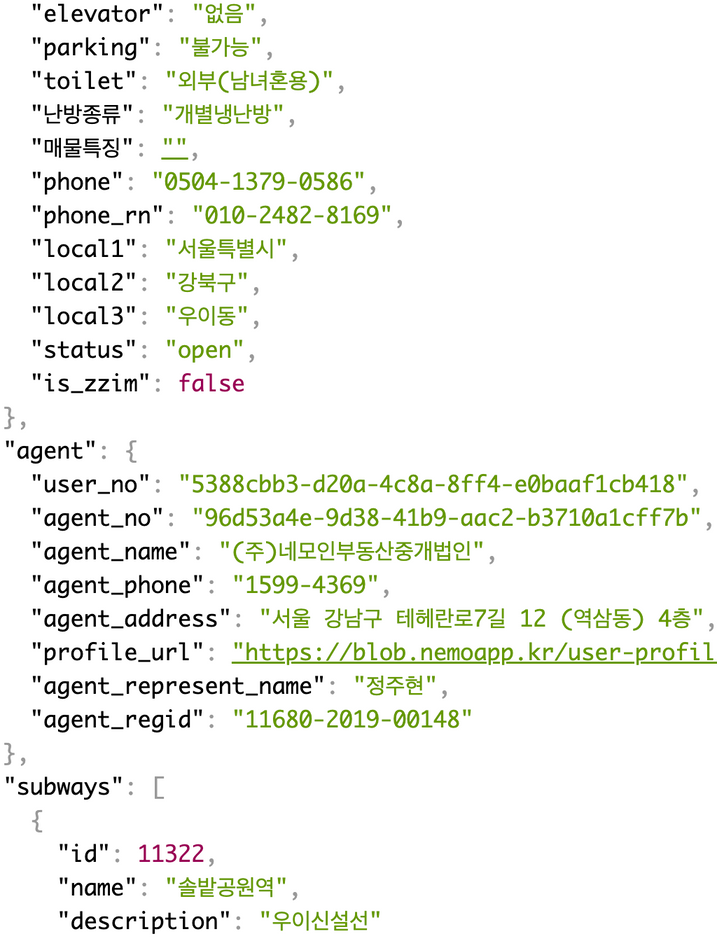 "elevator": "없음",
"parking": "불가능",
"toilet": "외부(남녀혼용)",
"난방종류": "개별냉난방",
"매물특징": "",
"phone": "0504-1379-0586",
"phone_rn": "010-2482-8169",
"local1": "서울특별시",
"local2": "강북구",
"local3": "우이동",
"status": "open",
"is_zzim": false
},
"agent": {
"user_no": "5388cbb3-d20a-4c8a-8ff4-e0baaf1cb418",
"agent_no": "96d53a4e-9d38-41b9-aac2-b3710a1cff7b",
"agent_name": "(주)네모인부동산중개법인",
"agent_phone": "1599-4369",
"agent_address": "서울 강남구 테헤란로7길 12 (역삼동) 4층",
"profile_url": "https://blob.nemoapp.kr/user-profil
"agent_represent_name": "정주현",
"agent_regid": "11680-2019-00148"
},
"subways": [
{
"id": 11322,
"name": "솔밭공원역",
"description": "우이신설선"